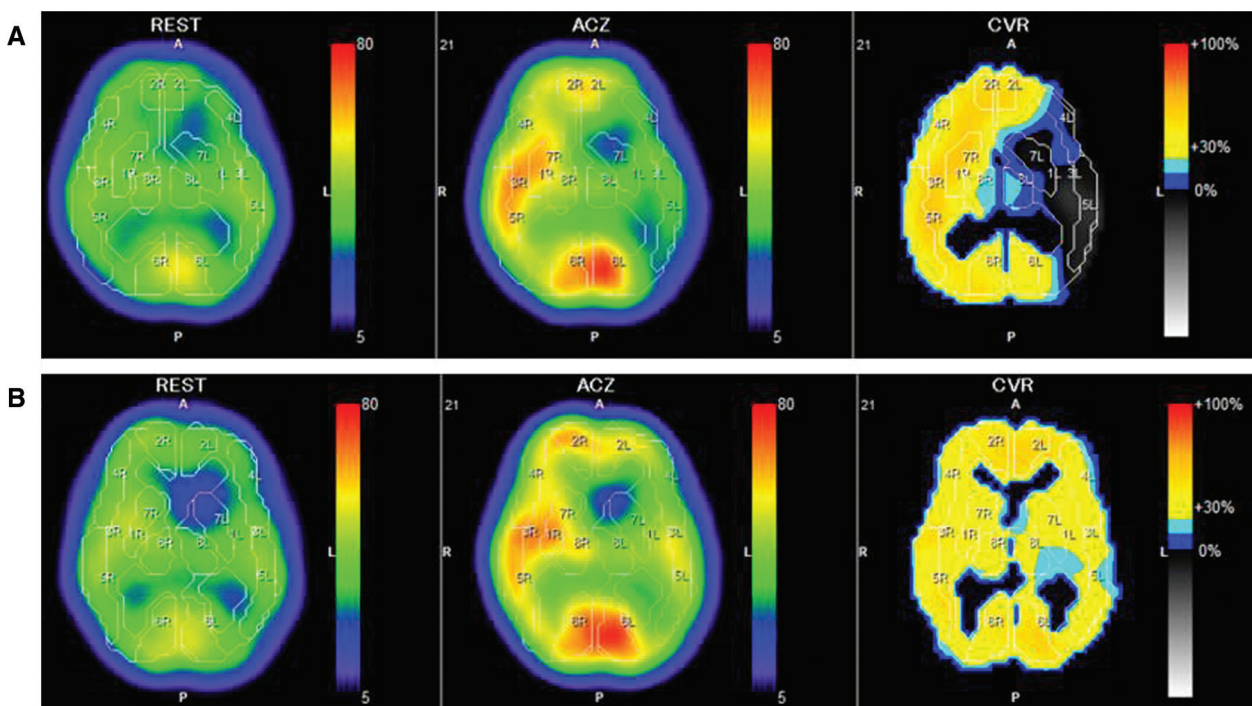 A
REST
ACZ
CVR
A
80
21
A
80
21
A
+100%
2R 2L
2R 2L
2R 2L
4R
4L
4R
4L
4R
4L
+30%
7R
7L
7R
7L
7R
7L
3R 1R 8R 8L 1L 3L
L R
3R 1R 8R 8L 1L 3L
L R
3R 1R 8R 8L 1L 3L
L
0%
5R
5L
5R
5L
5R
5L
6R 6L
6R 6L
6R 6L
P
5
P
5
P
B
REST
ACZ
CVR
A
80
21
A
80
21
A
+100%
2R 2L
2R 2L
2R 2L
4R
4L
4R
4L
4R
4L
+30%
7R
7L
7R
7L
7R
7L
3R 1R 8R 8L 1L 3L
L R
3R 1R 8R 8L 1L 3L
L R
3R 1R 8R 8L 1L 3L
L
0%
5R
5L
5R
5L
5R
5L
6R 6L
6R 6L
6R 6L
P
5
P
5
P